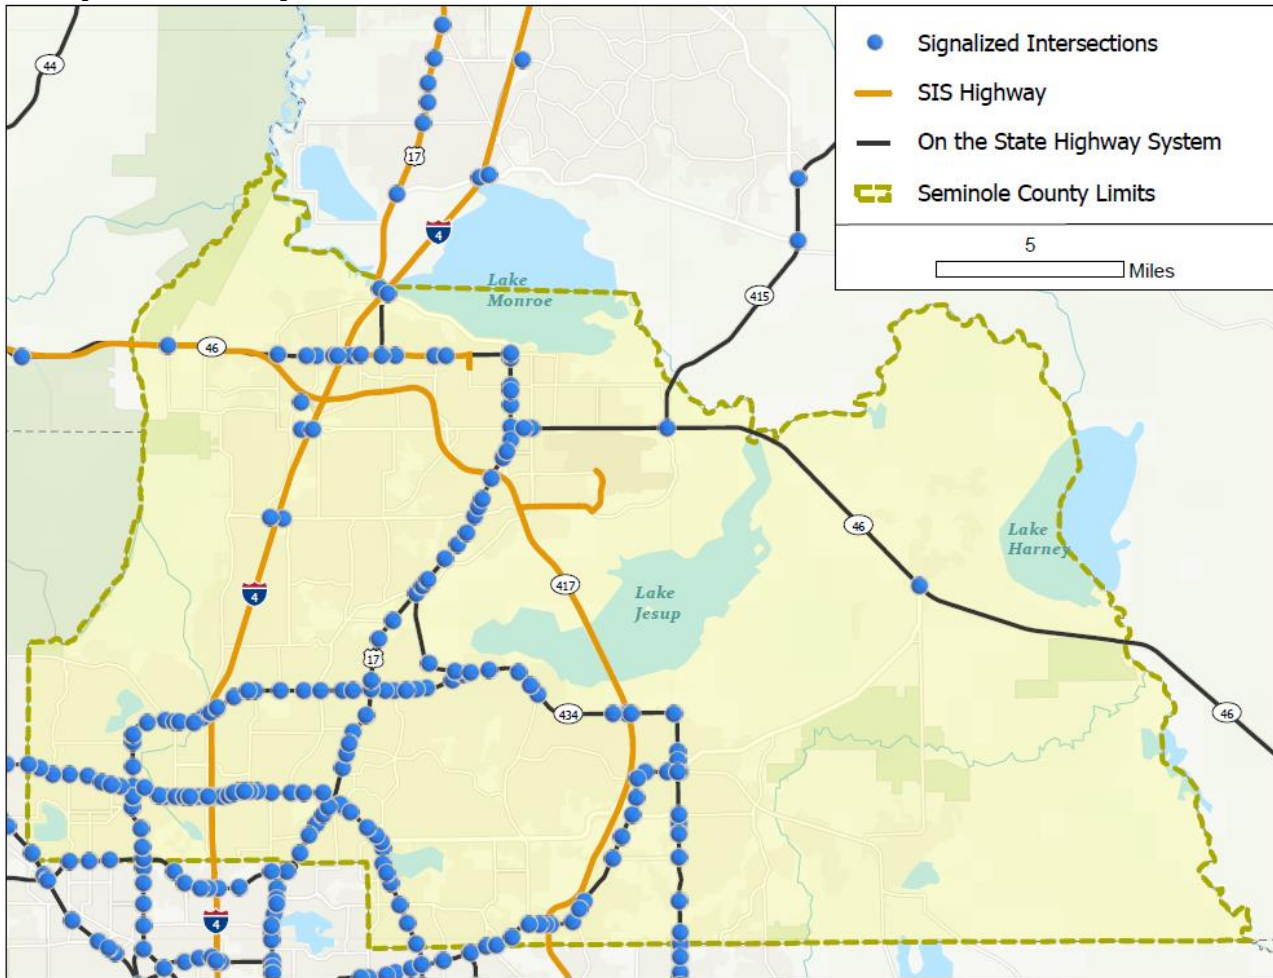 Signalized Intersections
SIS Highway
On the State Highway System
Seminole County Limits
5
Miles
44
17
4
Lake
Monroe
415
46
46
Lake
Harney
417
4
Lake
Jesup
17
434
46
4